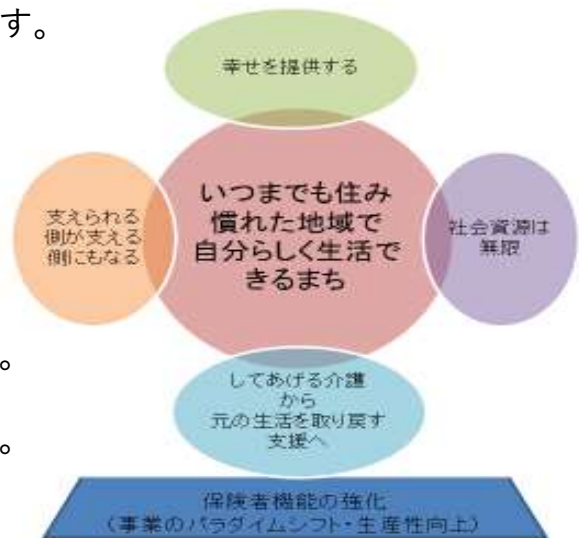 す。
幸せを提供する
いつまでも住み
慣れた地域で
自分らしく生活で
きるまち
支えられる
側が支える
側にもなる
社会資源は
無限
。
してあげる介護
から
元の生活を取り戻す
支援へ
。
保険者機能の強化
（事業のパラダイムシフト・生産性向上）